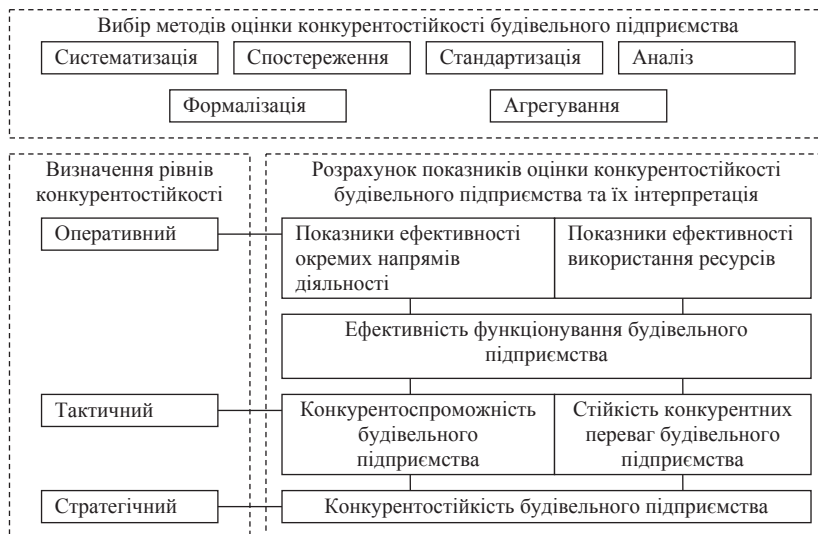 Вибір методів оцінки конкурентостійкості будівельного підприємства
Систематизація
Спостереження
Стандартизація
Аналіз
Формалізація
Агрегування
Визначення рівнів
конкурентостійкості
Розрахунок показників оцінки конкурентостійкості
будівельного підприємства та їх інтерпретація
Оперативний
Показники ефективності
окремих напрямів
діяльності
Показники ефективності
використання ресурсів
Ефективність функціонування будівельного
підприємства
Тактичний
Конкурентоспроможність
будівельного
підприємства
Стійкість конкурентних
переваг будівельного
підприємства
Стратегічний
Конкурентостійкість будівельного підприємства